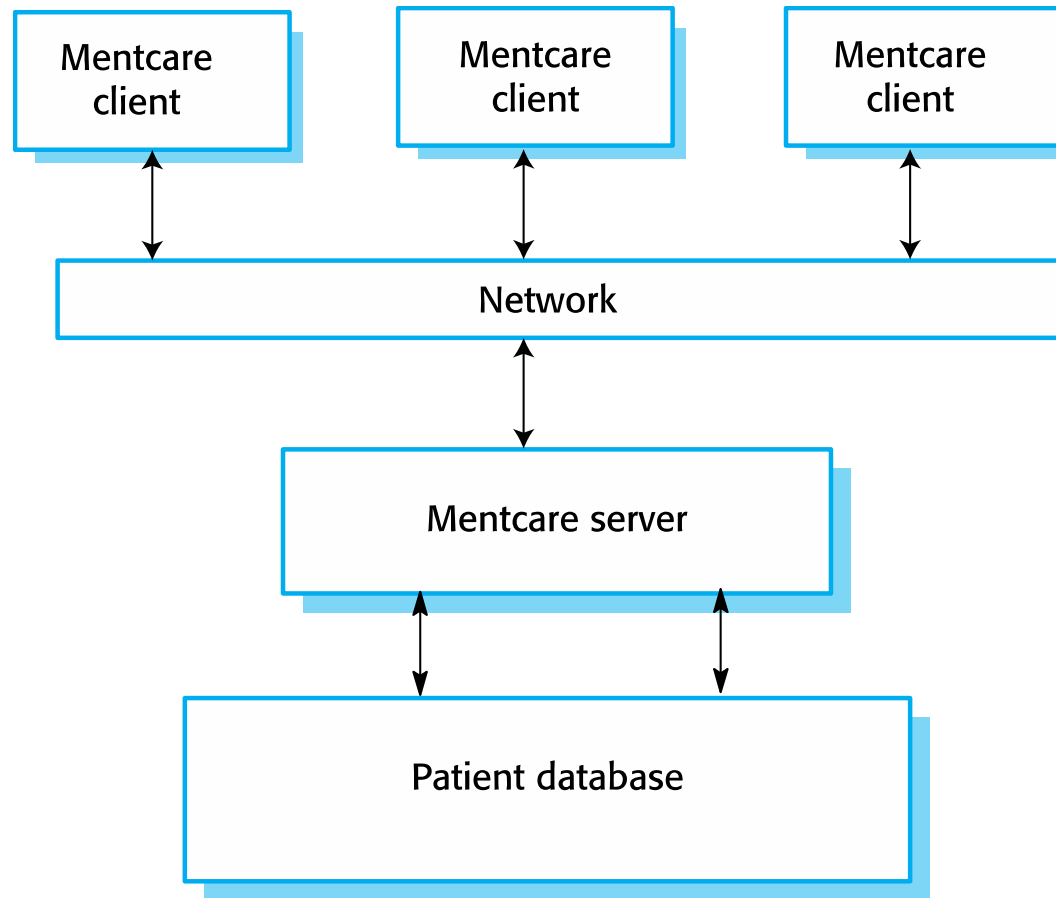 Mentcare
client
Mentcare
client
Mentcare
client
Network
Mentcare server
Patient database